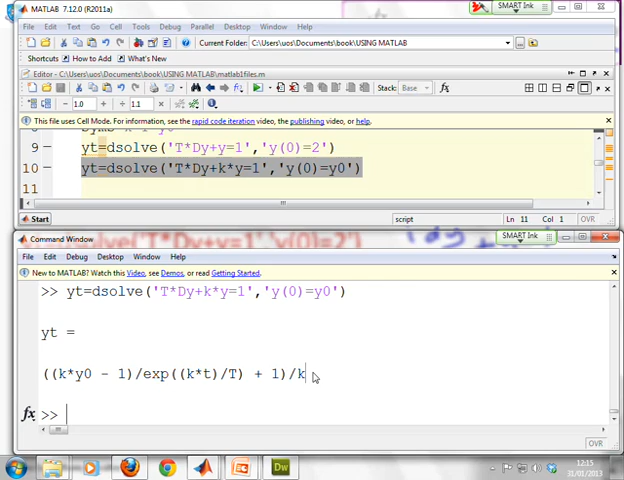 MATLAB 7.12.0 (R2011a)
SMART Ink
File Edit Text Go Cell Tools Debug Parallel Desktop Window Help
Current Folder: C:\Users\uos\Documents\book\USING MATLAB
Shortcuts How to Add What's New
Editor - C:\Users\uos\Documents\book\USING MATLAB\matlab1files.m
Stack: Base fx
− 1.0 + ÷ 1.1 ×
This file uses Cell Mode. For information, see the rapid code iteration video, the publishing video, or help.
9 − yt=dsolve('T*Dy+y=1','y(0)=2')
10 − yt=dsolve('T*Dy+k*y=1','y(0)=y0')
11
Start script Ln 11 Col 1 OVR
Command Window SMART Ink
File Edit Debug Desktop Window Help
New to MATLAB? Watch this Video, see Demos, or read Getting Started.
>> yt=dsolve('T*Dy+k*y=1','y(0)=y0')
yt =
((k*y0 - 1)/exp((k*t)/T) + 1)/k
fx >>
OVR
Dw
12:15
31/01/2013